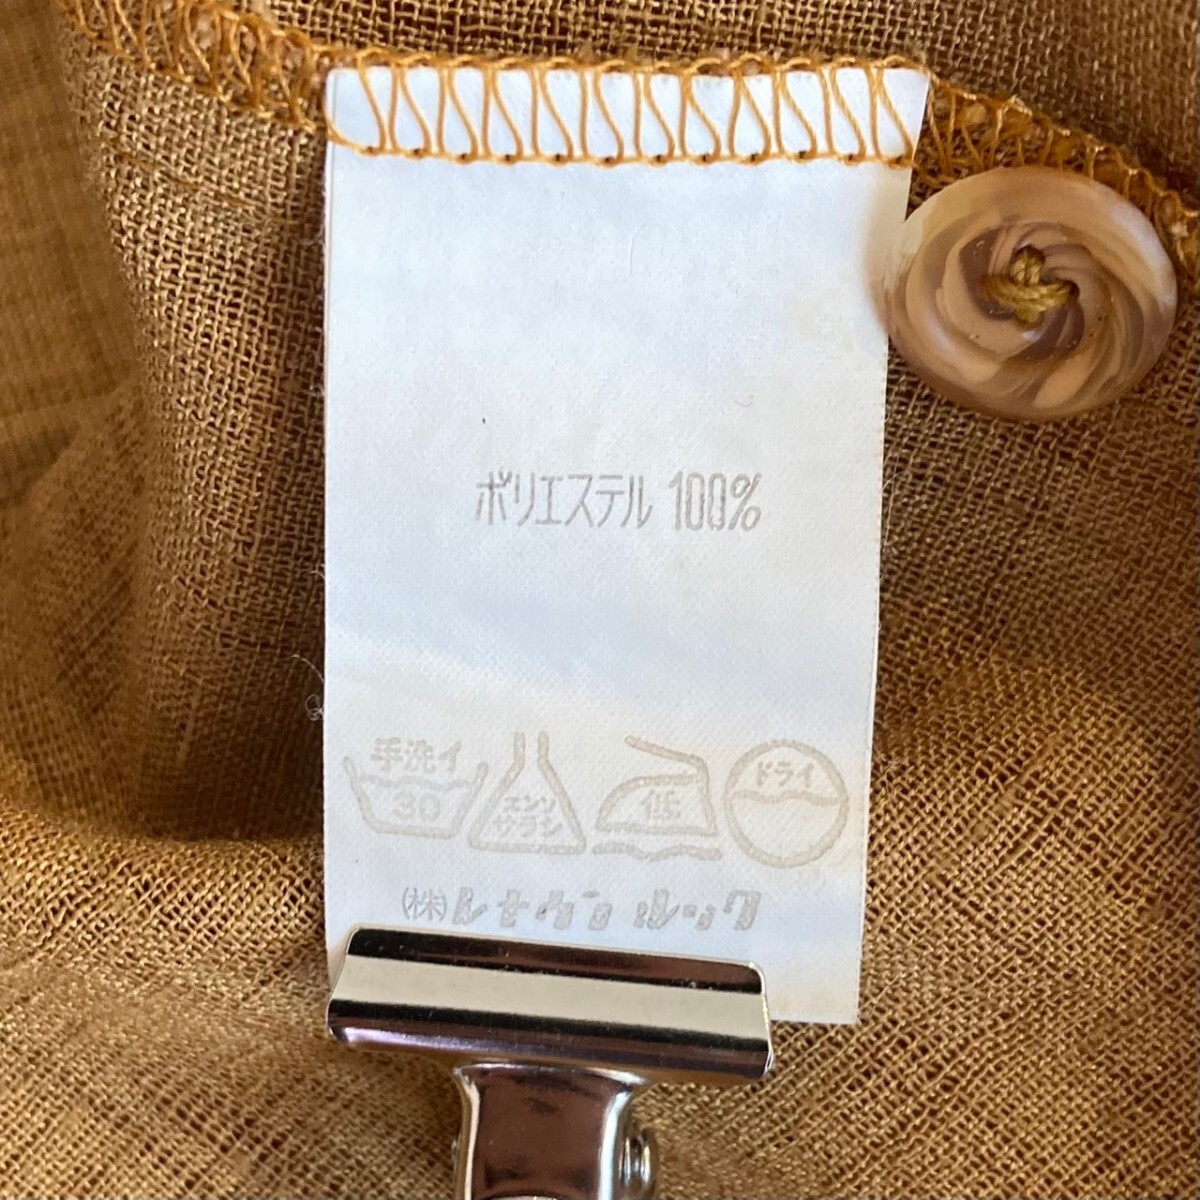 ポリエステル 100%
手洗イ
30
エンソ
サラシ
低
ドライ
(株)レナウンルック